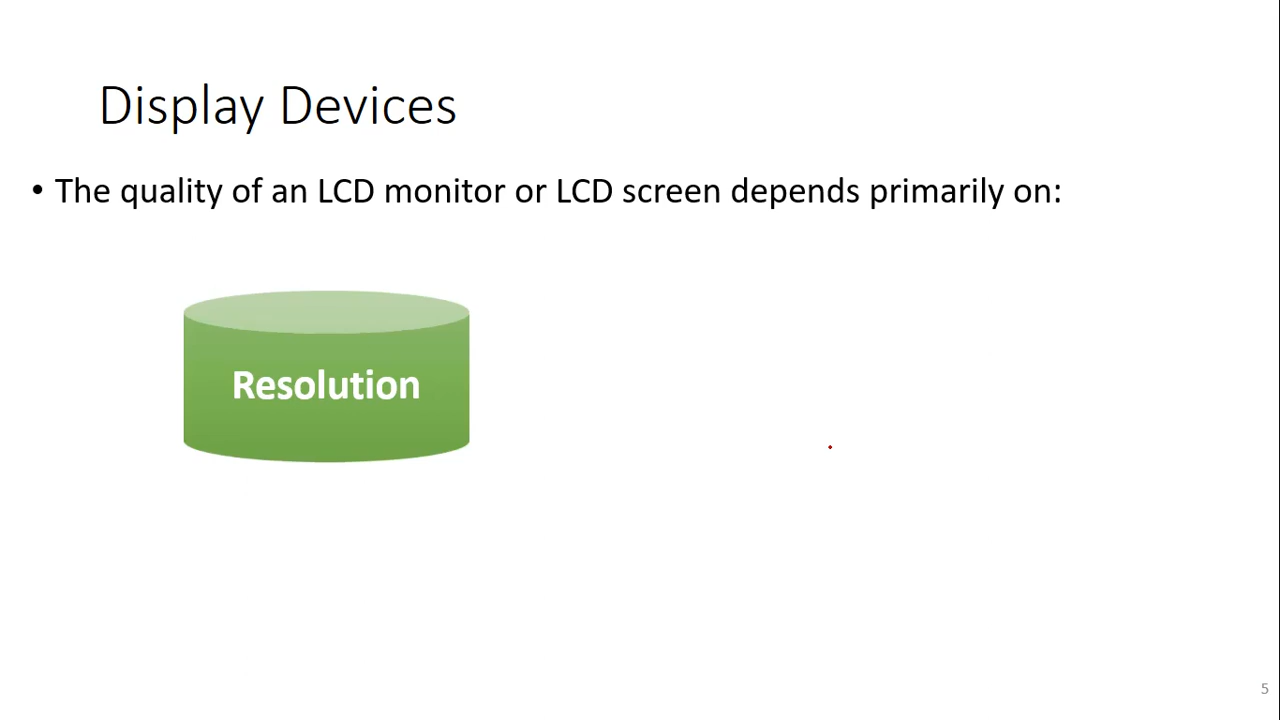 Display Devices
• The quality of an LCD monitor or LCD screen depends primarily on:
Resolution
5